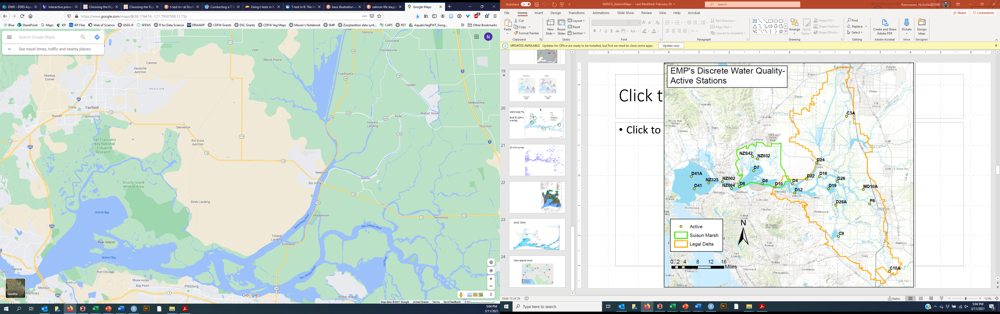 DWR - DSRS Aqua
Interactive presen
Choosing the Rig
Choosing the Rig
t-test in r at Duck
Conducting a T Te
Using t-tests in R
T-test in R: The Ul
bass illustration o
salmon life stages
Google Maps
https://www.google.com/maps/@38.176674,-121.7930769,11.75z
Blue
SharePoint
Maps
IEP
IEP Files
Web of Science
USGS-R
SFEWS
R for Data Science
DRAAWP
CDFW Grants
DSC Grants
CDFW Veg Maps
Maven's Notebook
SMR
Zooplankton data synt...
CAPS
PET
AquaticVegPWT_Goog...
Other Bookmarks
Search Google Maps
See travel times, traffic and nearby places
N
Sorroca
Courtland
Paintersville
Vale
Maine Prairie
Cannon
Vacaville
Junction
Mankas
Corner
Five Points
TRAVIS AFB
Vorden
Clima
Fairfield
Mokelumne
City
Russell
Suisun City
Ryde
Walnut Grove
Howard
Landing
Denverton
Thornton
San Francisco
Bay National
Estuarine
Research...
Rio Vista
Junction
Newtown
Isleton
Rio Vista
Grizzly Island
Wildlife Area
Birds Landing
Grizzly Bay
Mackenson
Terminous
Sacramento River
San Joaquin River
Toland
Landing
Emmaton
Ryer Island
Suisun Bay
Old River
Benicia
Costa
Port Chicago
Shore Acres
Bay Point
Pittsburg
Avon
Mococo
Martinez
San Joaquin River
Bethel Island
Satellite
Google
Map data ©2021 Google United States Terms Send feedback 2 mi
5:04 PM
3/11/2021
AutoSave On
SMSCG_StationMaps - Last Modified: February 24
Search
Rasmussen, Nicholas@DWR
File Home Insert Design Transitions Animations Slide Show Review View Help Acrobat
Share
Comments
Paste
Cut
Copy
Format Painter
Clipboard
New
Slide
Reuse
Slides
Layout
Reset
Section
Slides
Font
Text Direction
Align Text
Convert to SmartArt
Paragraph
Arrange
Quick
Styles
Shape Fill
Shape Outline
Shape Effects
Drawing
Find
Replace
Select
Editing
Create and Share
Adobe PDF
Adobe Acrobat
Dictate
Voice
Design
Ideas
Designer
UPDATES AVAILABLE Updates for Office are ready to be installed, but first we need to close some apps. Update now
19
20
2020 zoop frq
EMP & CDFW
overlap
21
20 mm survey
22
23
2018 /2019
24
Clam special study
Click t
• Click to
EMP's Discrete Water Quality-
Active Stations
Sacramento
C3A
NZS42
NZ032
D24
D7
D16
D41A
NZ002
D22
D26
NZ325
D6
D8
D10
D4
D41
NZ004
D12
D19
MD10A
D28A
P8
C9
C10A
Active
Suisun Marsh
Legal Delta
N
0 2 4 8 12 16
Miles
Slide 13 of 24
Notes
121%
Type here to search
5:04 PM
3/11/2021